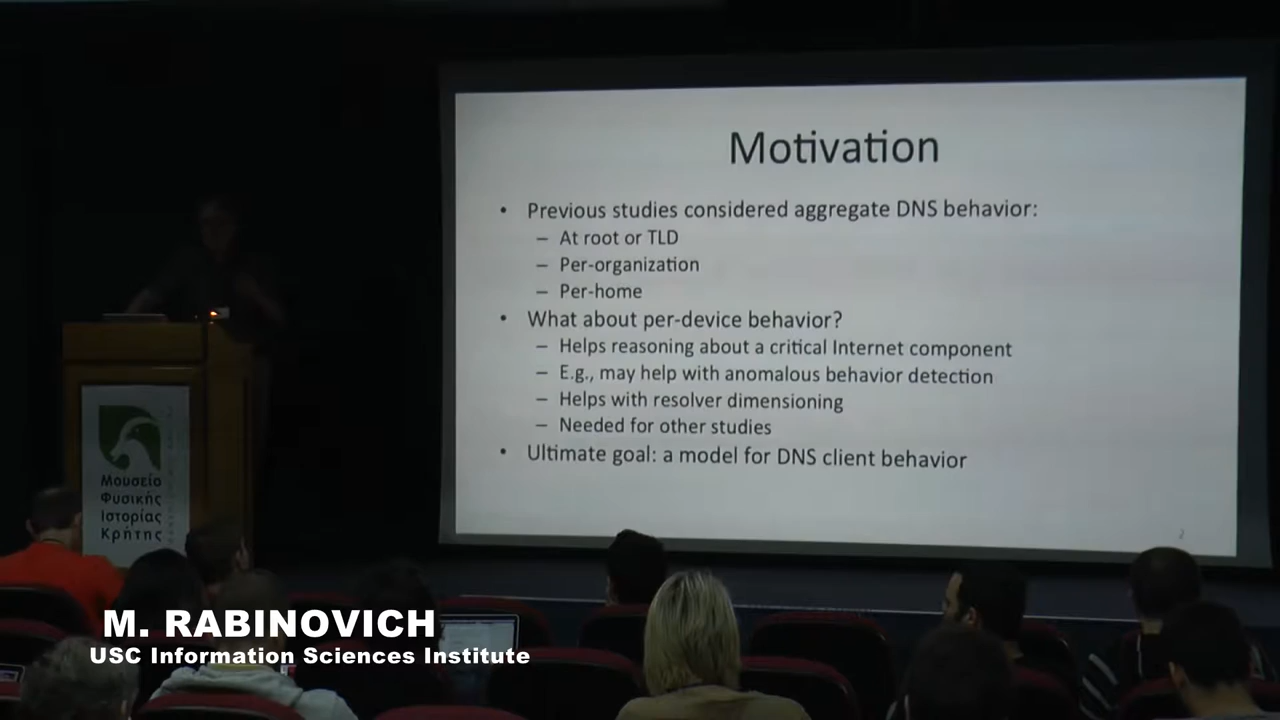 Motivation
• Previous studies considered aggregate DNS behavior:
– At root or TLD
– Per-organization
– Per-home
• What about per-device behavior?
– Helps reasoning about a critical Internet component
– E.g., may help with anomalous behavior detection
– Helps with resolver dimensioning
– Needed for other studies
• Ultimate goal: a model for DNS client behavior
2
Μουσείο
Φυσικής
Ιστορίας
Κρήτης
M. RABINOVICH
USC Information Sciences Institute